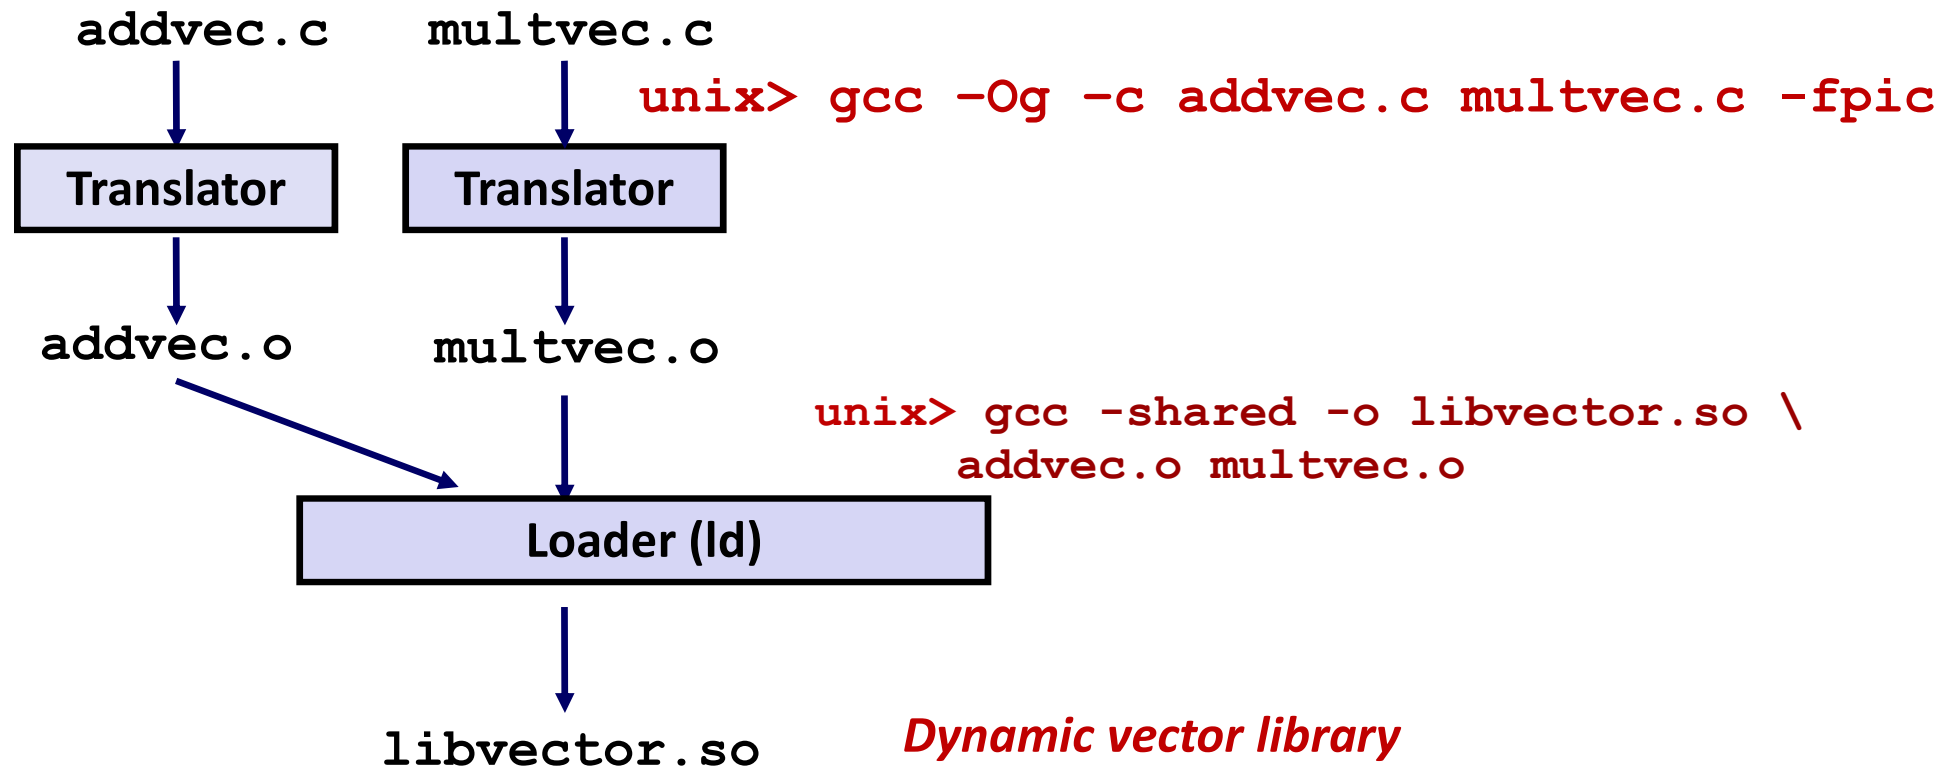 addvec.c multvec.c
unix> gcc –Og –c addvec.c multvec.c -fpic
Translator Translator
addvec.o multvec.o
unix> gcc -shared -o libvector.so \
addvec.o multvec.o
Loader (ld)
libvector.so
Dynamic vector library